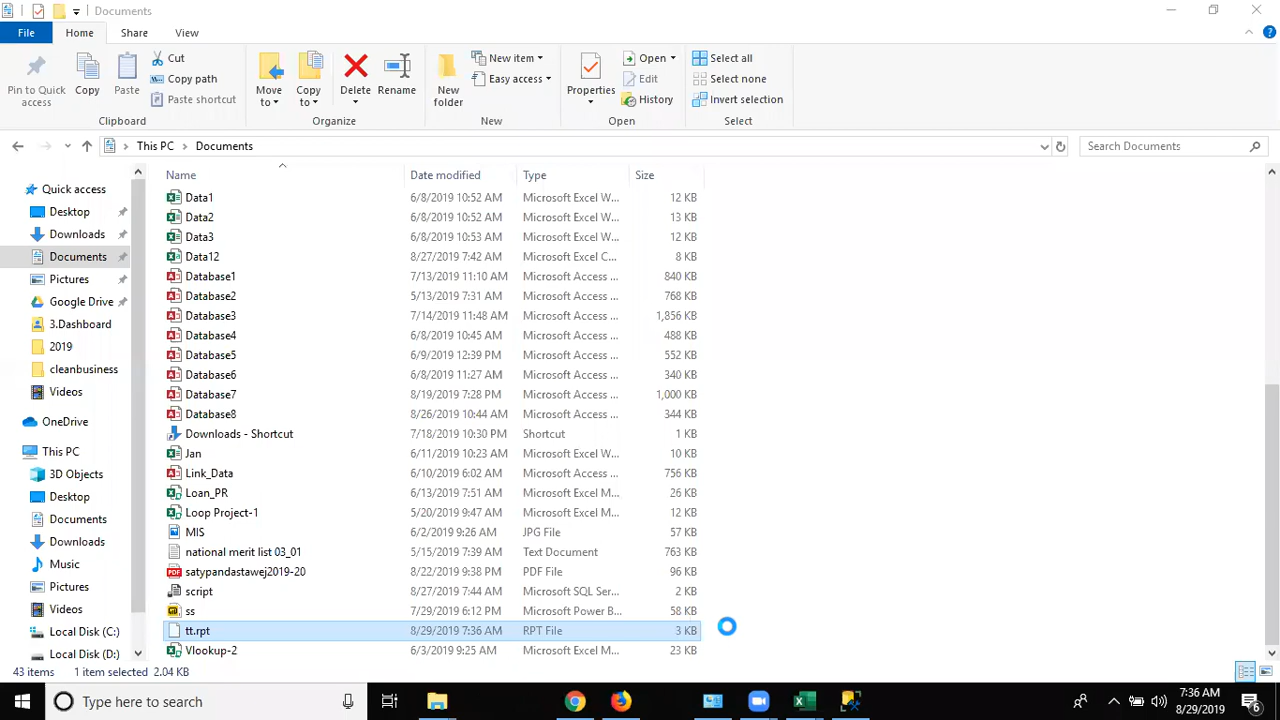 Documents
File Home Share View
Pin to Quick access
Copy
Paste
Cut
Copy path
Paste shortcut
Clipboard
Move to
Copy to
Delete
Rename
Organize
New folder
New item
Easy access
New
Properties
Open
Edit
History
Open
Select all
Select none
Invert selection
Select
This PC > Documents
Search Documents
Quick access
Desktop
Downloads
Documents
Pictures
Google Drive
3.Dashboard
2019
cleanbusiness
Videos
OneDrive
This PC
3D Objects
Desktop
Documents
Downloads
Music
Pictures
Videos
Local Disk (C:)
Local Disk (D:)
Name Date modified Type Size
Data1 6/8/2019 10:52 AM Microsoft Excel W... 12 KB
Data2 6/8/2019 10:52 AM Microsoft Excel W... 13 KB
Data3 6/8/2019 10:53 AM Microsoft Excel W... 12 KB
Data12 8/27/2019 7:42 AM Microsoft Excel C... 8 KB
Database1 7/13/2019 11:10 AM Microsoft Access ... 840 KB
Database2 5/13/2019 7:31 AM Microsoft Access ... 768 KB
Database3 7/14/2019 11:48 AM Microsoft Access ... 1,856 KB
Database4 6/8/2019 10:45 AM Microsoft Access ... 488 KB
Database5 6/9/2019 12:39 PM Microsoft Access ... 552 KB
Database6 6/8/2019 11:27 AM Microsoft Access ... 340 KB
Database7 8/19/2019 7:28 PM Microsoft Access ... 1,000 KB
Database8 8/26/2019 10:44 AM Microsoft Access ... 344 KB
Downloads - Shortcut 7/18/2019 10:30 PM Shortcut 1 KB
Jan 6/11/2019 10:23 AM Microsoft Excel W... 10 KB
Link_Data 6/10/2019 6:02 AM Microsoft Access ... 756 KB
Loan_PR 6/13/2019 7:51 AM Microsoft Excel M... 26 KB
Loop Project-1 5/20/2019 9:47 AM Microsoft Excel M... 12 KB
MIS 6/2/2019 9:26 AM JPG File 57 KB
national merit list 03_01 5/15/2019 7:39 AM Text Document 763 KB
satypandastawej2019-20 8/22/2019 9:38 PM PDF File 96 KB
script 8/27/2019 7:44 AM Microsoft SQL Ser... 2 KB
ss 7/29/2019 6:12 PM Microsoft Power B... 58 KB
tt.rpt 8/29/2019 7:36 AM RPT File 3 KB
Vlookup-2 6/3/2019 9:25 AM Microsoft Excel M... 23 KB
43 items 1 item selected 2.04 KB
Type here to search
7:36 AM
8/29/2019
6